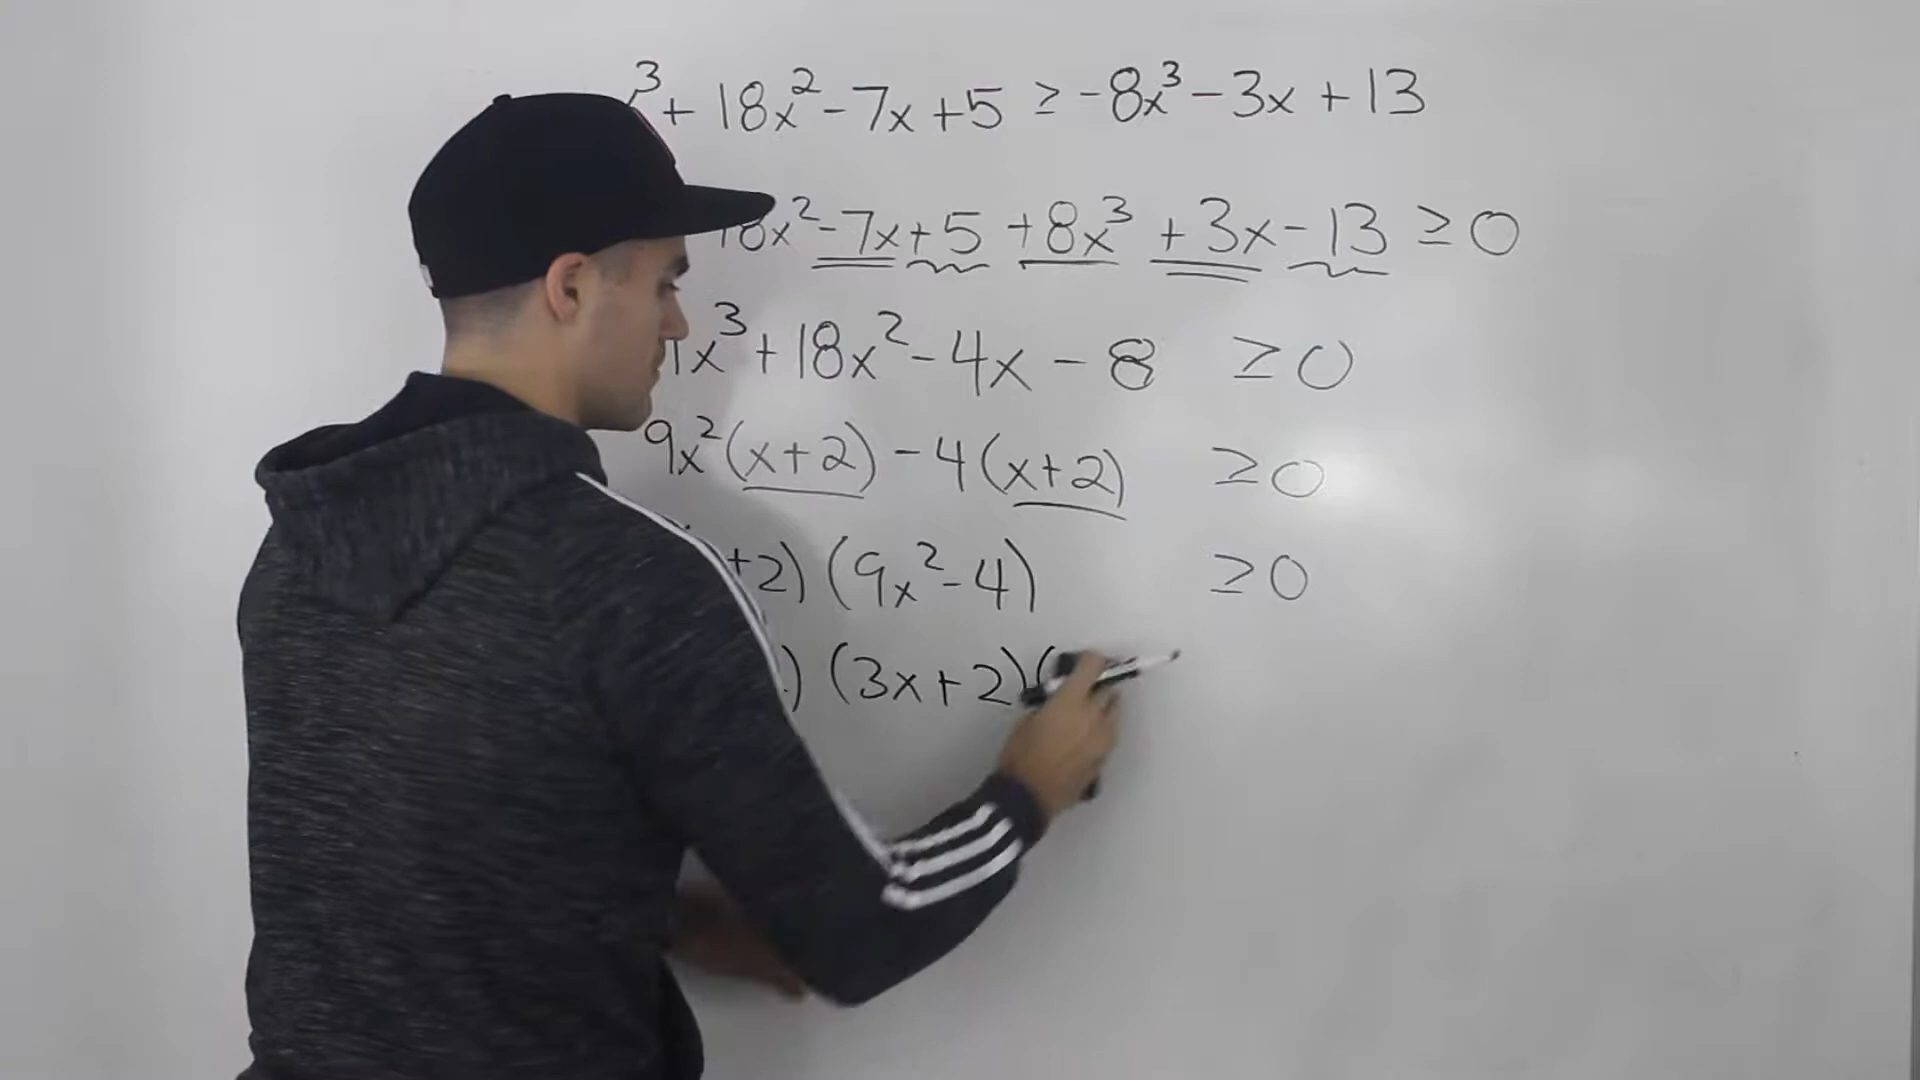 ³ + 18x² - 7x + 5 ≥ -8x³ - 3x + 13
18x² - 7x + 5 + 8x³ + 3x - 13 ≥ 0
9x³ + 18x² - 4x - 8 ≥ 0
9x²(x+2) - 4(x+2) ≥ 0
+2)(9x² - 4) ≥ 0
)(3x+2)(